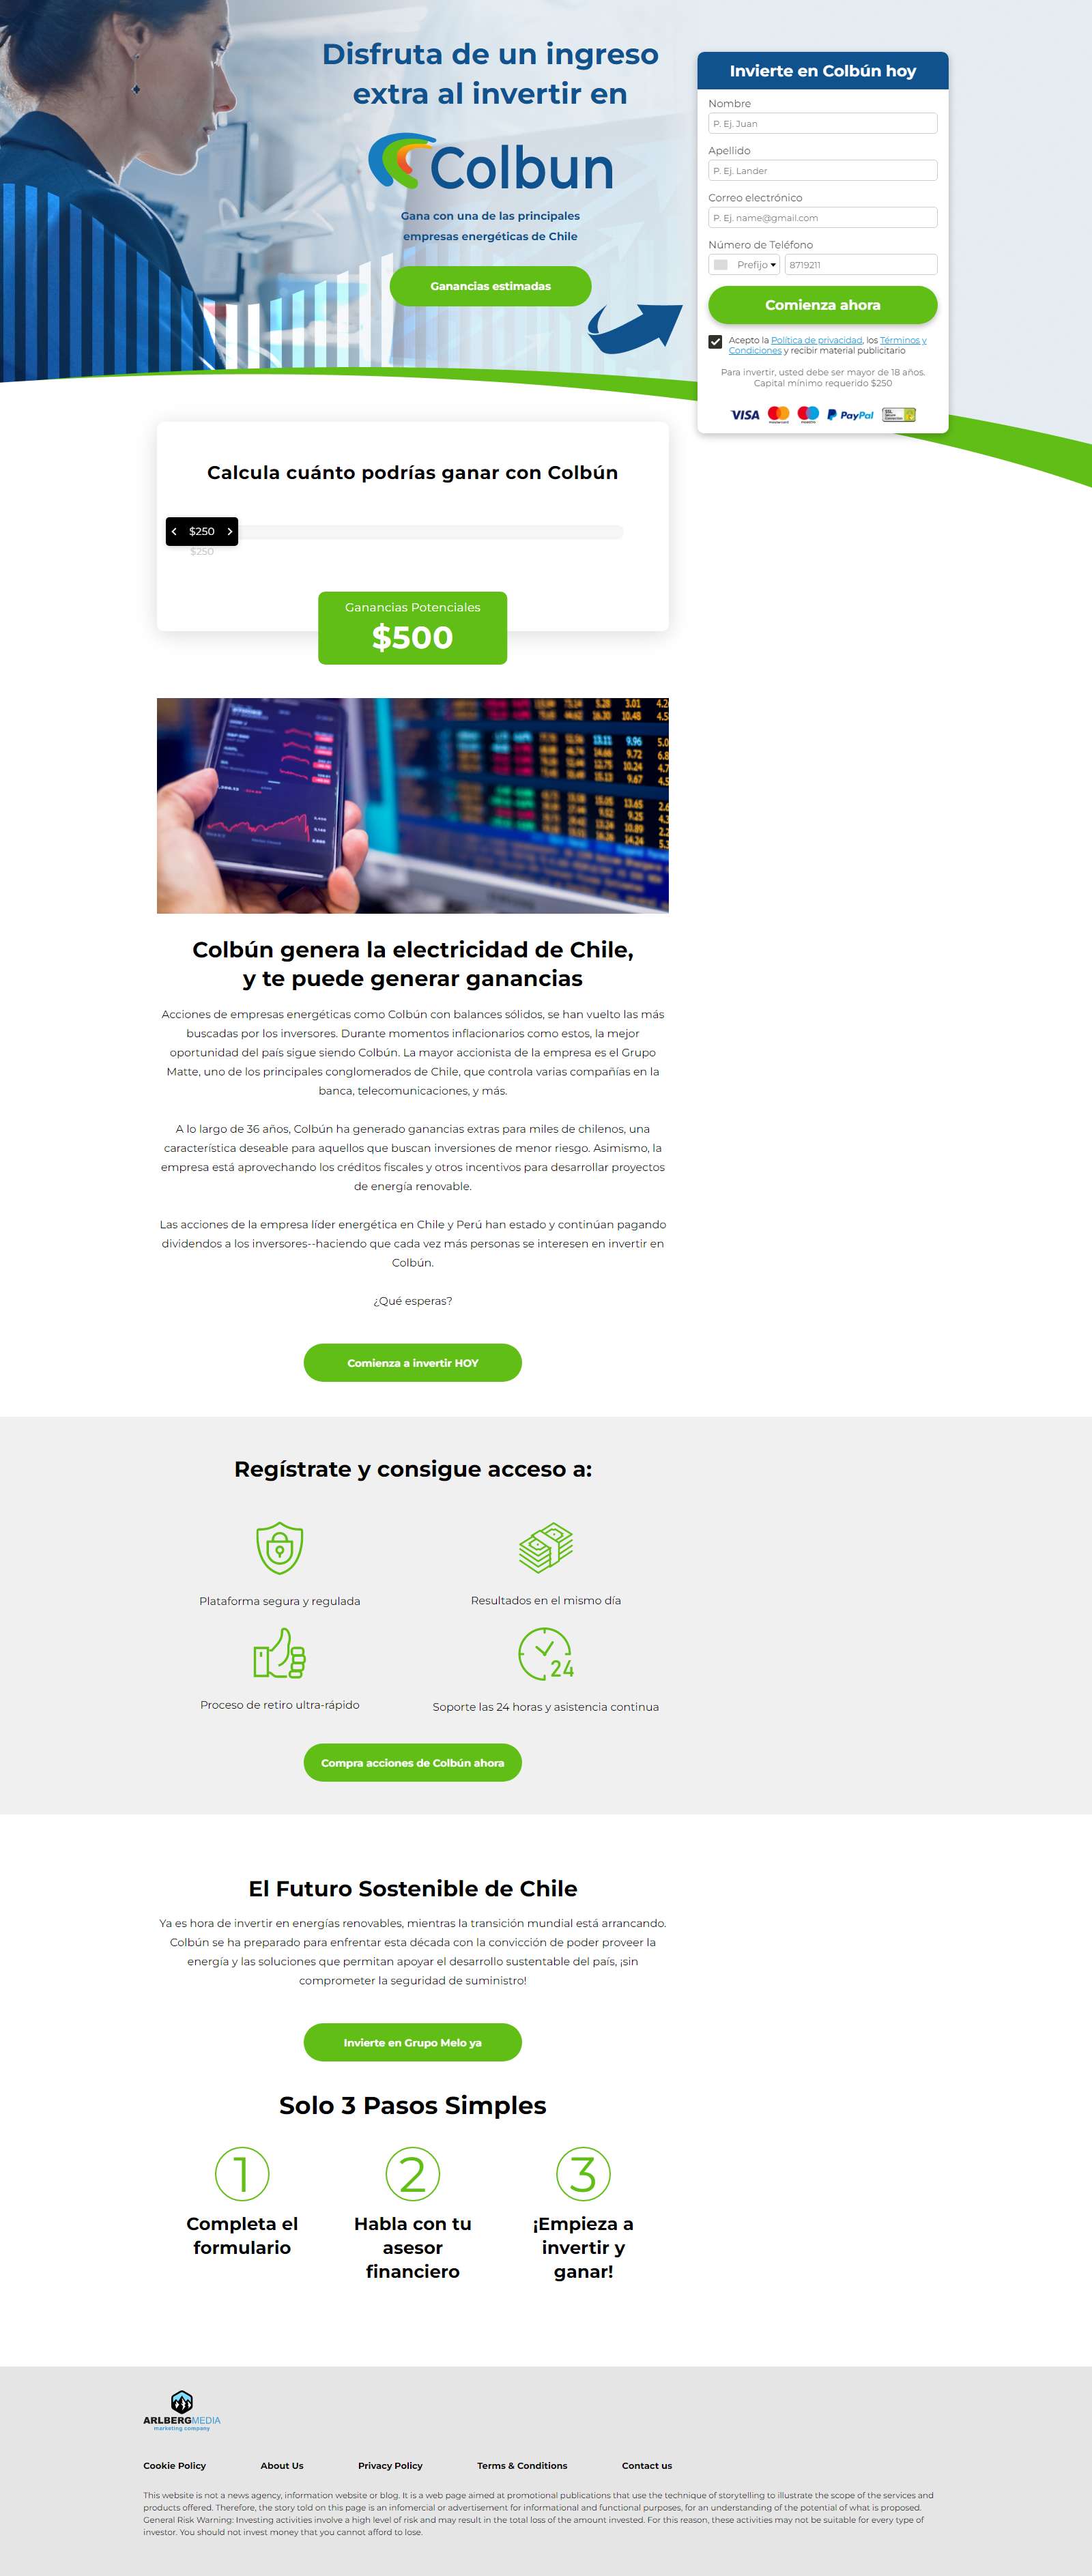 Disfruta de un ingreso
extra al invertir en
Colbun
Gana con una de las principales
empresas energéticas de Chile
Ganancias estimadas
Invierte en Colbún hoy
Nombre
P. Ej. Juan
Apellido
P. Ej. Lander
Correo electrónico
P. Ej. name@gmail.com
Número de Teléfono
Prefijo 8719211
Comienza ahora
Acepto la Política de privacidad, los Términos y
Condiciones y recibir material publicitario
Para invertir, usted debe ser mayor de 18 años.
Capital mínimo requerido $250
VISA PayPal
Calcula cuánto podrías ganar con Colbún
$250
$250
Ganancias Potenciales
$500
Colbún genera la electricidad de Chile,
y te puede generar ganancias
Acciones de empresas energéticas como Colbún con balances sólidos, se han vuelto las más
buscadas por los inversores. Durante momentos inflacionarios como estos, la mejor
oportunidad del país sigue siendo Colbún. La mayor accionista de la empresa es el Grupo
Matte, uno de los principales conglomerados de Chile, que controla varias compañías en la
banca, telecomunicaciones, y más.
A lo largo de 36 años, Colbún ha generado ganancias extras para miles de chilenos, una
característica deseable para aquellos que buscan inversiones de menor riesgo. Asimismo, la
empresa está aprovechando los créditos fiscales y otros incentivos para desarrollar proyectos
de energía renovable.
Las acciones de la empresa líder energética en Chile y Perú han estado y continúan pagando
dividendos a los inversores--haciendo que cada vez más personas se interesen en invertir en
Colbún.
¿Qué esperas?
Comienza a invertir HOY
Regístrate y consigue acceso a:
Plataforma segura y regulada
Resultados en el mismo día
24
Proceso de retiro ultra-rápido
Soporte las 24 horas y asistencia continua
Compra acciones de Colbún ahora
El Futuro Sostenible de Chile
Ya es hora de invertir en energías renovables, mientras la transición mundial está arrancando.
Colbún se ha preparado para enfrentar esta década con la convicción de poder proveer la
energía y las soluciones que permitan apoyar el desarrollo sustentable del país, ¡sin
comprometer la seguridad de suministro!
Invierte en Grupo Melo ya
Solo 3 Pasos Simples
1 2 3
Completa el
formulario
Habla con tu
asesor
financiero
¡Empieza a
invertir y
ganar!
ARLBERGMEDIA
marketing company
Cookie Policy About Us Privacy Policy Terms & Conditions Contact us
This website is not a news agency, information website or blog. It is a web page aimed at promotional publications that use the technique of storytelling to illustrate the scope of the services and
products offered. Therefore, the story told on this page is an infomercial or advertisement for informational and functional purposes, for an understanding of the potential of what is proposed.
General Risk Warning: Investing activities involve a high level of risk and may result in the total loss of the amount invested. For this reason, these activities may not be suitable for every type of
investor. You should not invest money that you cannot afford to lose.